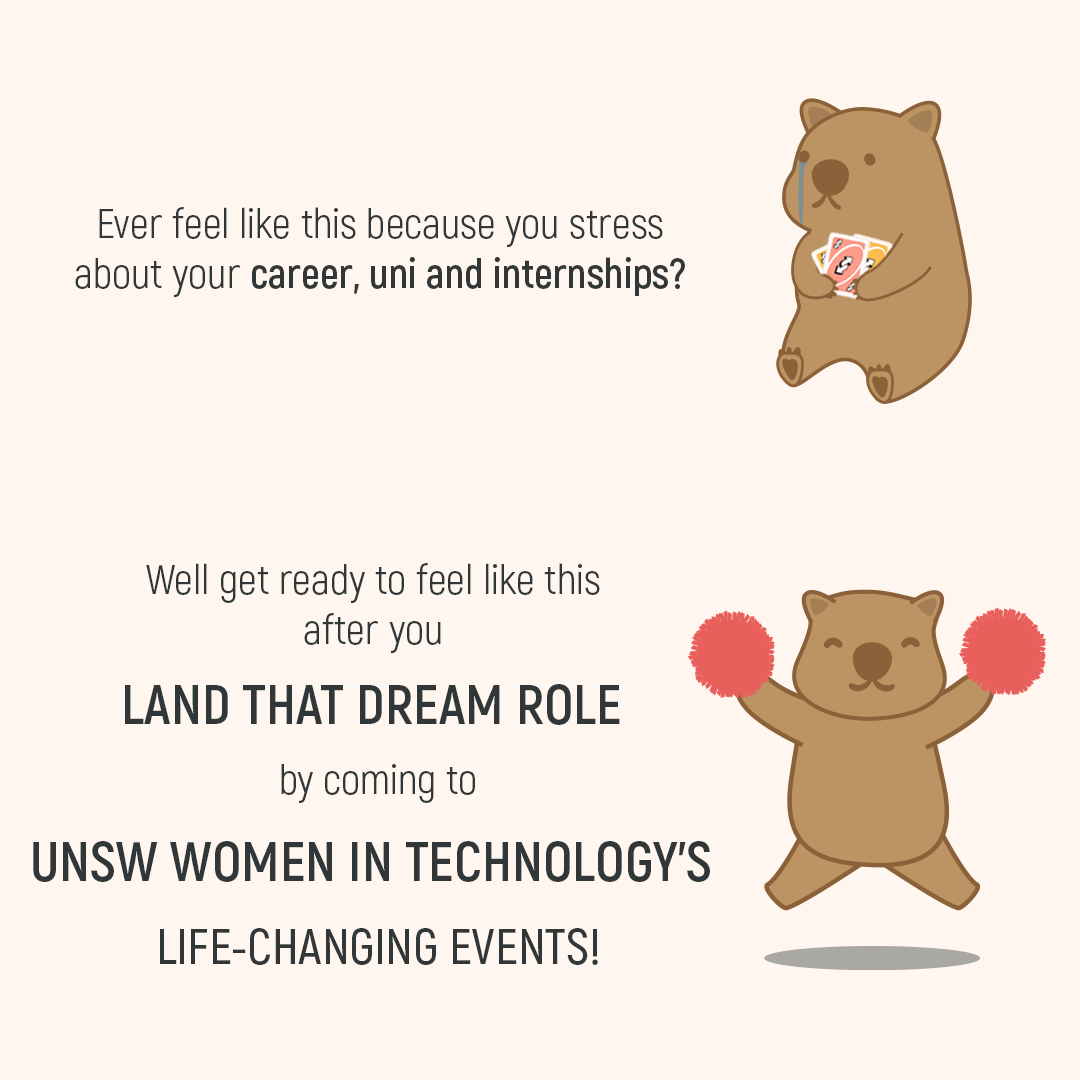 Ever feel like this because you stress
about your career, uni and internships?
Well get ready to feel like this
after you
LAND THAT DREAM ROLE
by coming to
UNSW WOMEN IN TECHNOLOGY'S
LIFE-CHANGING EVENTS!